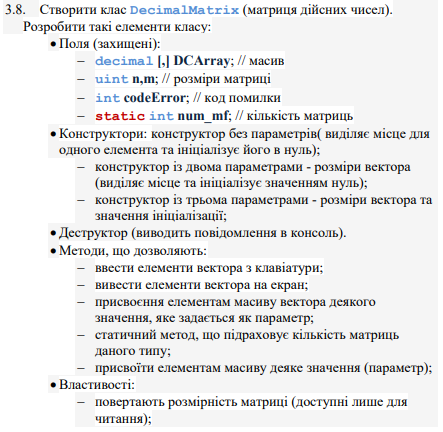 3.8. Створити клас DecimalMatrix (матриця дійсних чисел).
Розробити такі елементи класу:
• Поля (захищені):
− decimal [,] DCArray; // масив
− uint n,m; // розміри матриці
− int codeError; // код помилки
− static int num_mf; // кількість матриць
• Конструктори: конструктор без параметрів( виділяє місце для
одного елемента та ініціалізує його в нуль);
− конструктор із двома параметрами - розміри вектора
(виділяє місце та ініціалізує значенням нуль);
− конструктор із трьома параметрами - розміри вектора та
значення ініціалізації;
• Деструктор (виводить повідомлення в консоль).
• Методи, що дозволяють:
− ввести елементи вектора з клавіатури;
− вивести елементи вектора на екран;
− присвоєння елементам масиву вектора деякого
значення, яке задається як параметр;
− статичний метод, що підраховує кількість матриць
даного типу;
− присвоїти елементам масиву деяке значення (параметр);
• Властивості:
− повертають розмірність матриці (доступні лише для
читання);